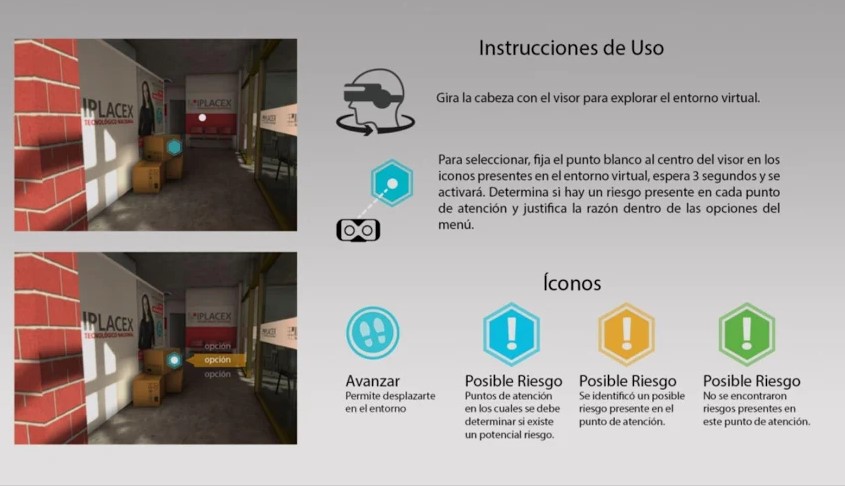 IPLACEX
TECNOLÓGICO NACIONAL
IPLACEX
IPLACEX
TECNOLÓGICO NACIONAL
IPLACEX
opción
opción
opción
Instrucciones de Uso
Gira la cabeza con el visor para explorar el entorno virtual.
Para seleccionar, fija el punto blanco al centro del visor en los
iconos presentes en el entorno virtual, espera 3 segundos y se
activará. Determina si hay un riesgo presente en cada punto
de atención y justifica la razón dentro de las opciones del
menú.
Íconos
Avanzar
Permite desplazarte
en el entorno
Posible Riesgo
Puntos de atención
en los cuales se debe
determinar si existe
un potencial riesgo.
Posible Riesgo
Se identificó un posible
riesgo presente en el
punto de atención.
Posible Riesgo
No se encontraron
riesgos presentes en
este punto de atención.